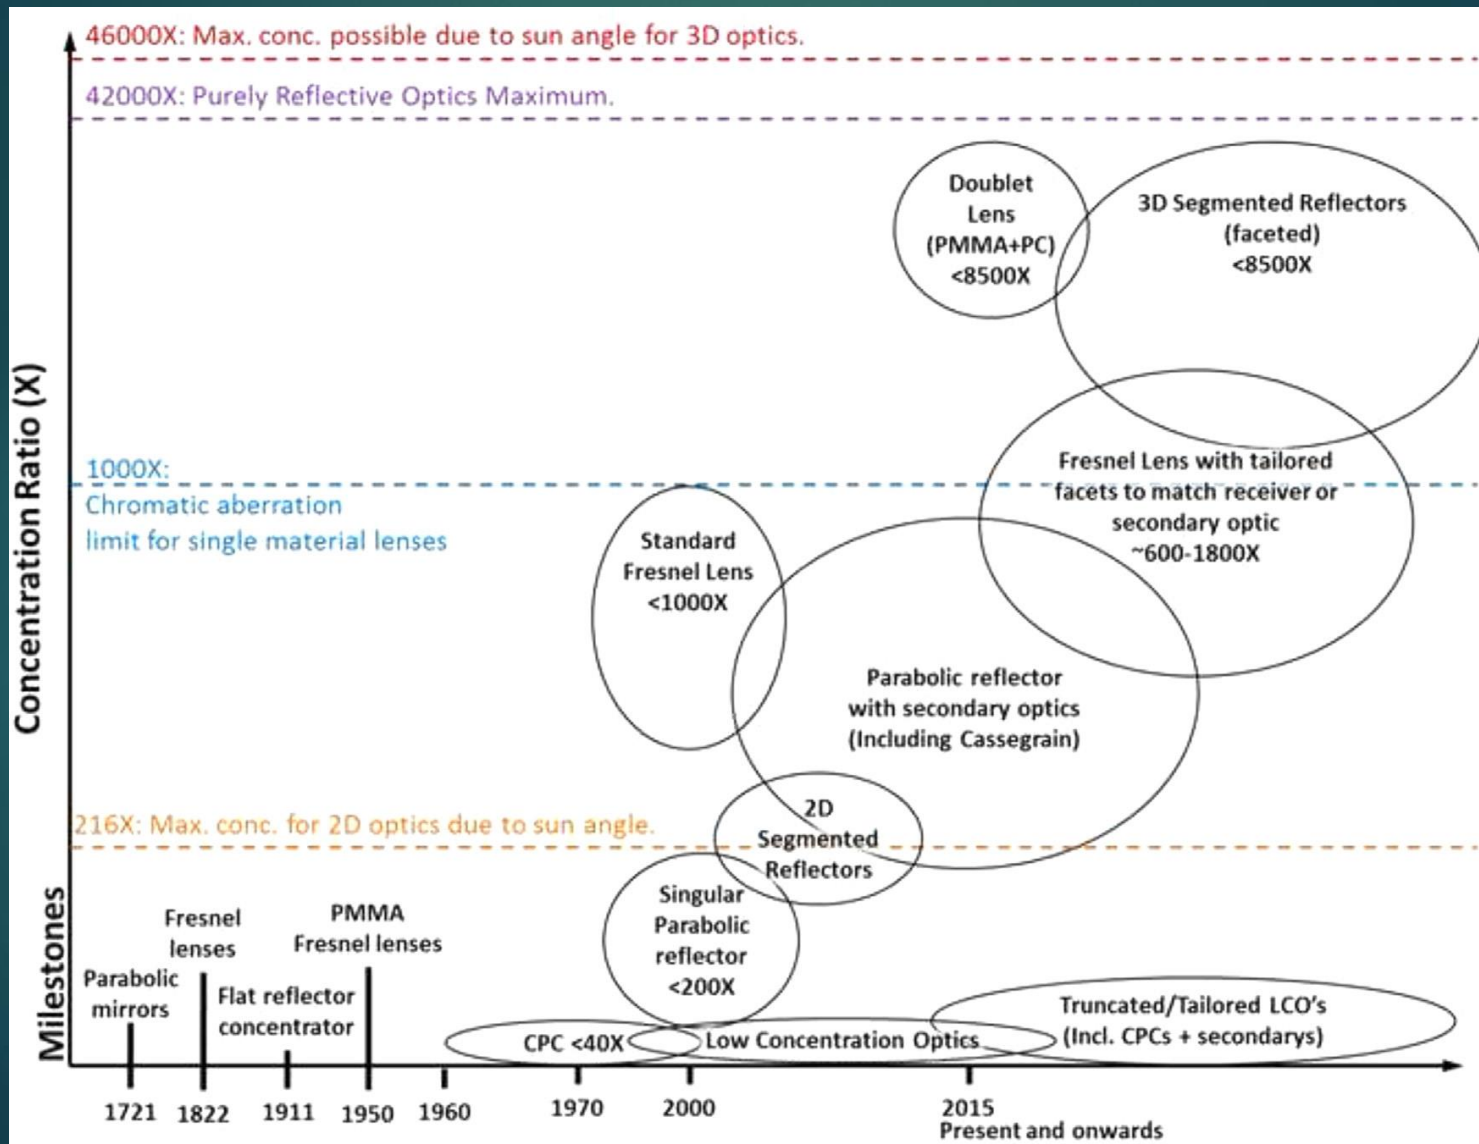 46000X: Max. conc. possible due to sun angle for 3D optics.
42000X: Purely Reflective Optics Maximum.
Doublet
Lens
(PMMA+PC)
<8500X
3D Segmented Reflectors
(faceted)
<8500X
Concentration Ratio (X)
1000X:
Chromatic aberration
limit for single material lenses
Fresnel Lens with tailored
facets to match receiver or
secondary optic
~600-1800X
Standard
Fresnel Lens
<1000X
Parabolic reflector
with secondary optics
(Including Cassegrain)
216X: Max. conc. for 2D optics due to sun angle.
2D
Segmented
Reflectors
Singular
Parabolic
reflector
<200X
Milestones
Parabolic
mirrors
Fresnel
lenses
Flat reflector
concentrator
PMMA
Fresnel lenses
CPC <40X
Low Concentration Optics
Truncated/Tailored LCO's
(Incl. CPCs + secondarys)
1721
1822
1911
1950
1960
1970
2000
2015
Present and onwards